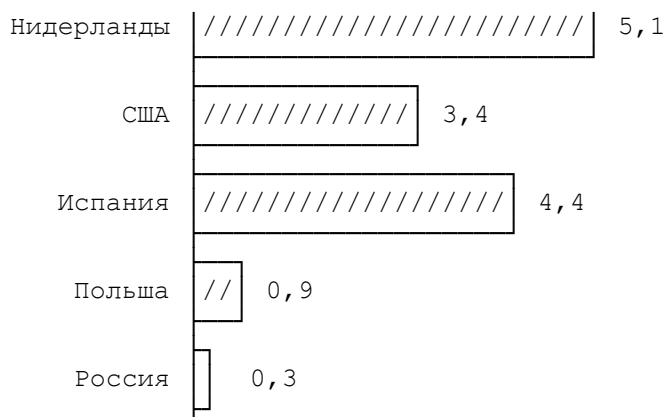 Нидерланды 5,1
США 3,4
Испания 4,4
Польша 0,9
Россия 0,3